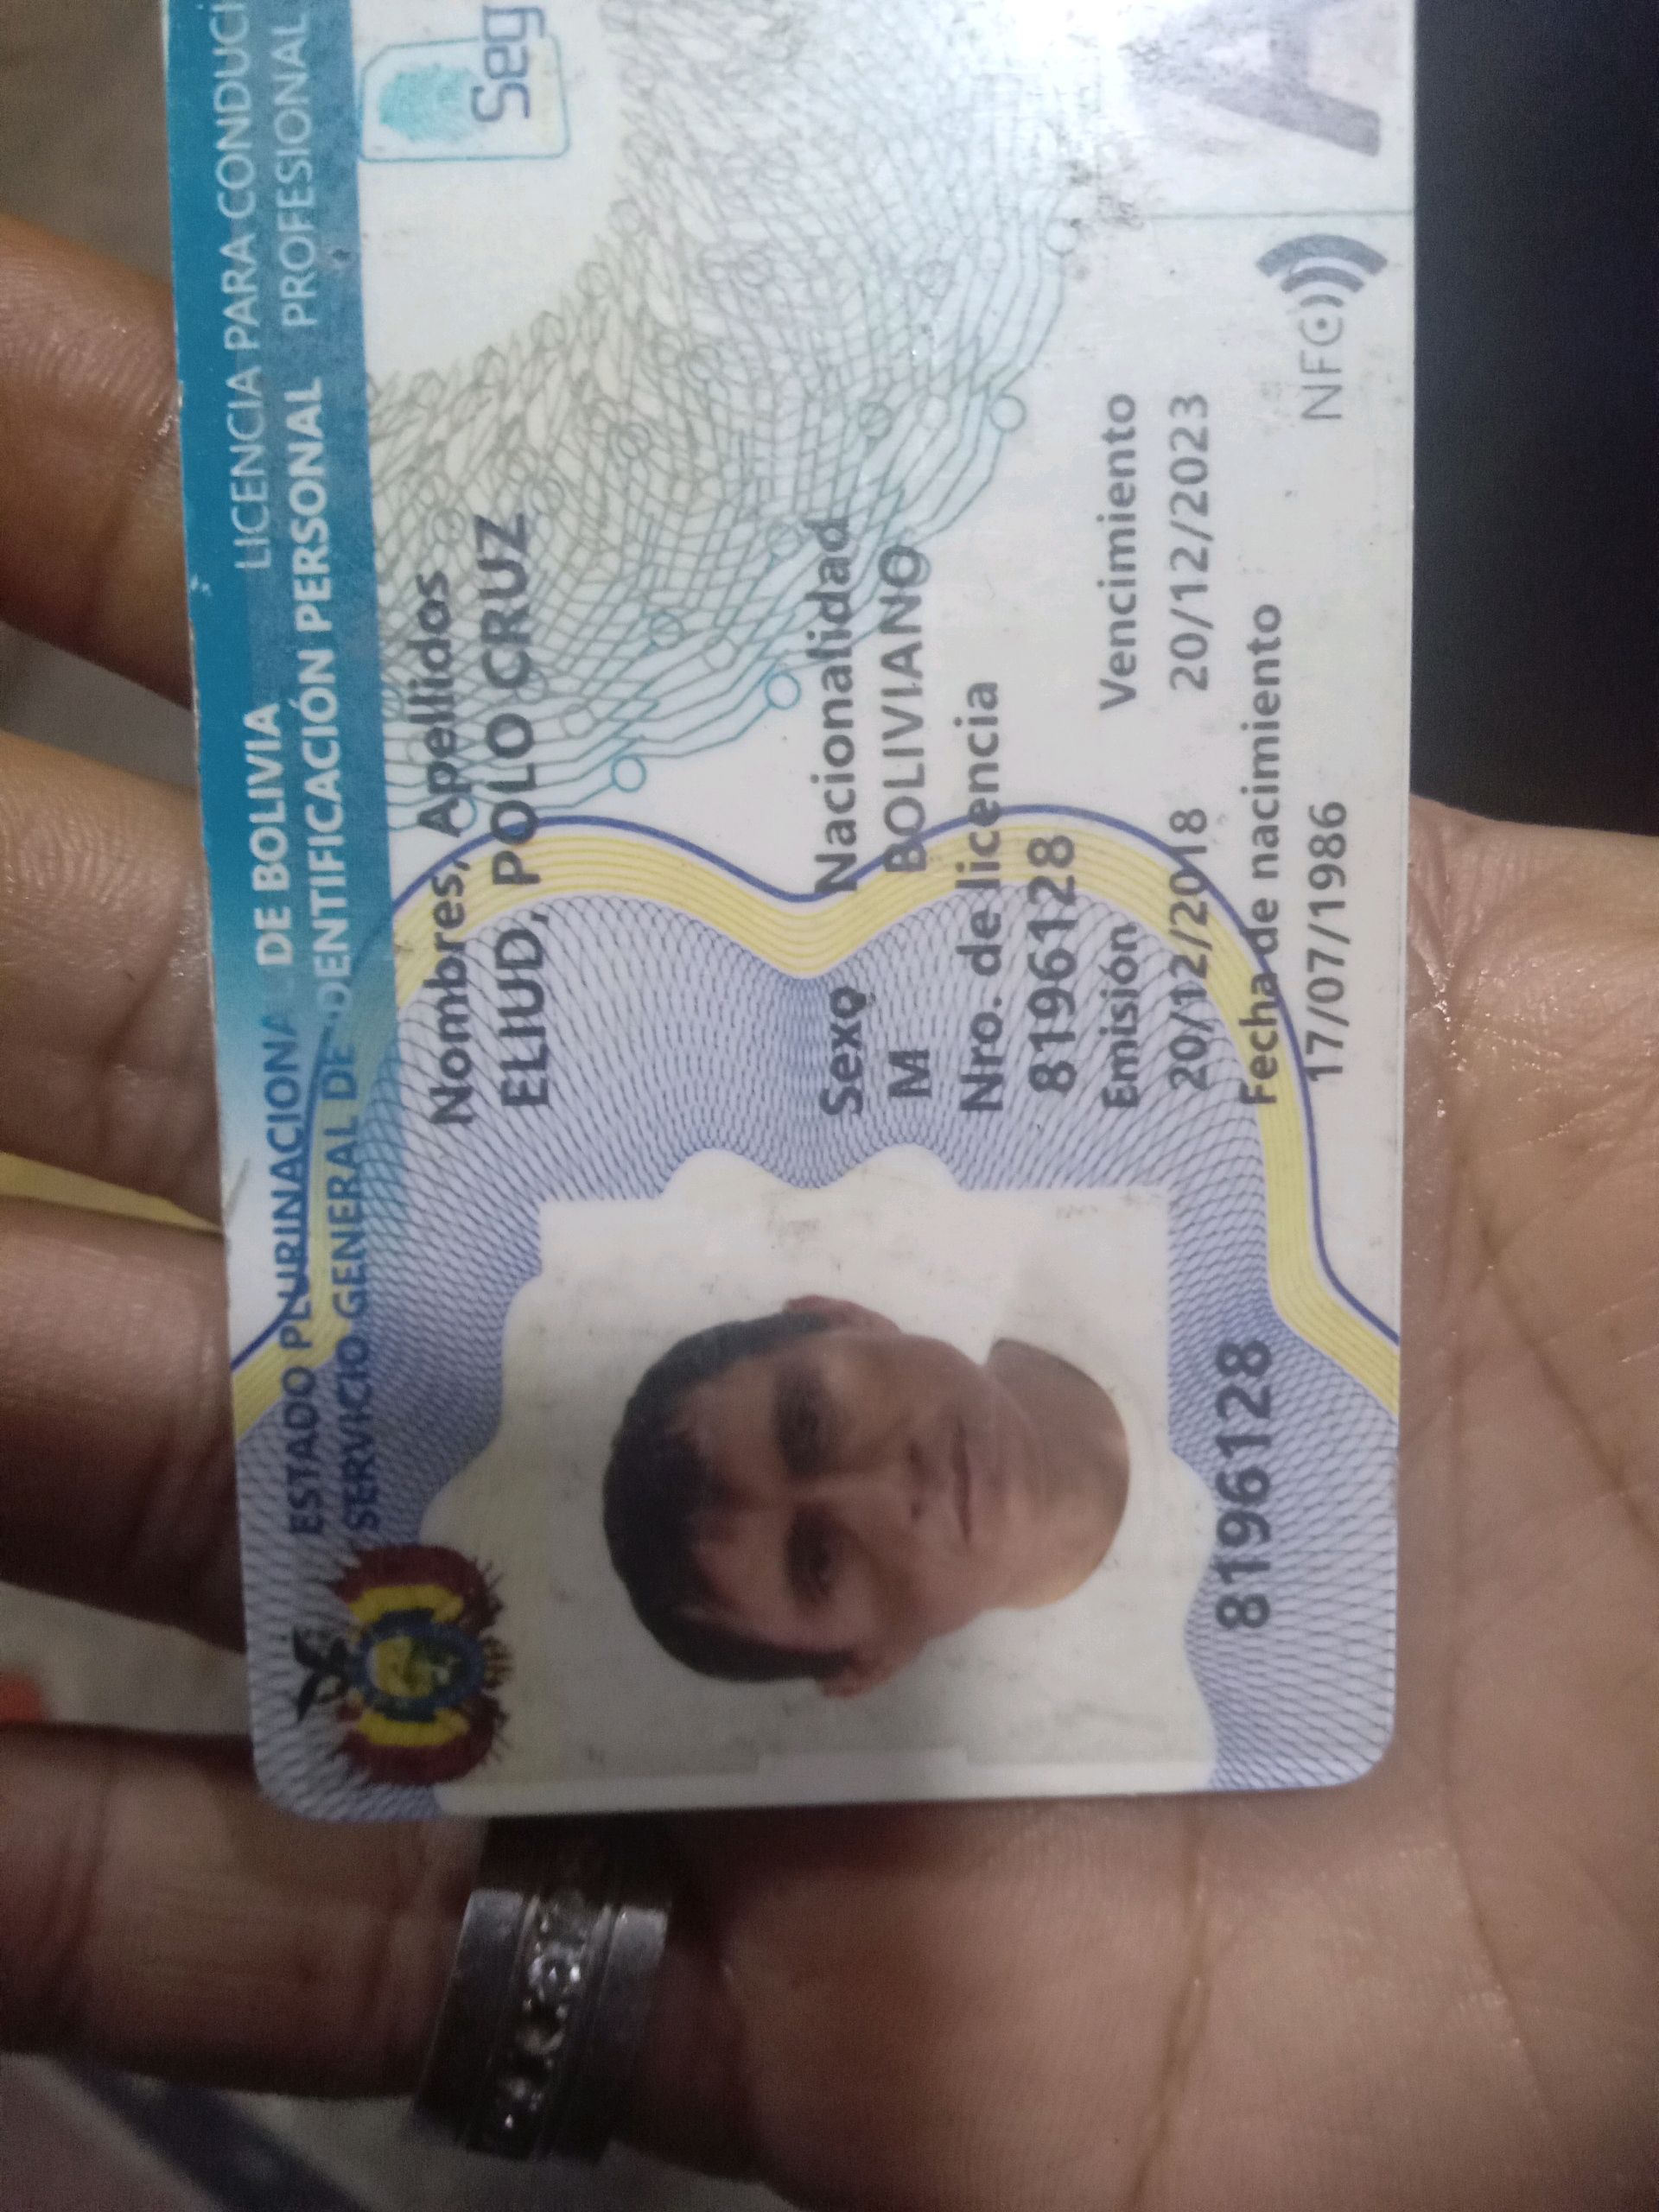 ESTADO PLURINACIONAL DE BOLIVIA LICENCIA PARA CONDUCI
SERVICIO GENERAL DE IDENTIFICACIÓN PERSONAL PROFESIONAL
Seg
Nombres, Apellidos
ELIUD, POLO CRUZ
Sexo Nacionalidad
M BOLIVIANO
Nro. de licencia
8196128
Emisión Vencimiento
20/12/2018 20/12/2023
Fecha de nacimiento
17/07/1986
8196128
NFC
A